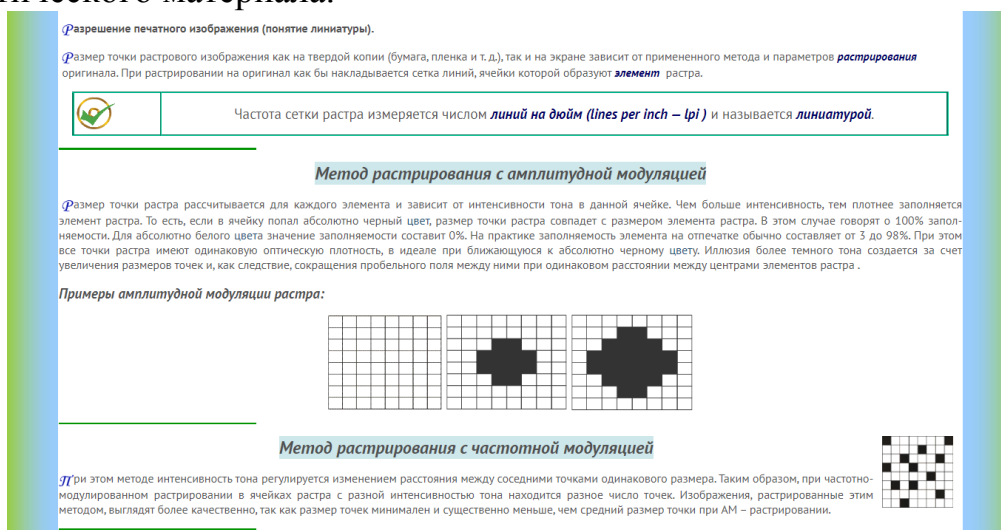 нического материала.
Разрешение печатного изображения (понятие линиатуры).
Размер точки растрового изображения как на твердой копии (бумага, пленка и т. д.), так и на экране зависит от примененного метода и параметров растрирования
оригинала. При растрировании на оригинал как бы накладывается сетка линий, ячейки которой образуют элемент растра.
Частота сетки растра измеряется числом линий на дюйм (lines per inch – lpi ) и называется линиатурой.
Метод растрирования с амплитудной модуляцией
Размер точки растра рассчитывается для каждого элемента и зависит от интенсивности тона в данной ячейке. Чем больше интенсивность, тем плотнее заполняется
элемент растра. То есть, если в ячейку попал абсолютно черный цвет, размер точки растра совпадет с размером элемента растра. В этом случае говорят о 100% запол-
няемости. Для абсолютно белого цвета значение заполняемости составит 0%. На практике заполняемость элемента на отпечатке обычно составляет от 3 до 98%. При этом
все точки растра имеют одинаковую оптическую плотность, в идеале при ближающуюся к абсолютно черному цвету. Иллюзия более темного тона создается за счет
увеличения размеров точек и, как следствие, сокращения пробельного поля между ними при одинаковом расстоянии между центрами элементов растра .
Примеры амплитудной модуляции растра:
Метод растрирования с частотной модуляцией
При этом методе интенсивность тона регулируется изменением расстояния между соседними точками одинакового размера. Таким образом, при частотно-
модулированном растрировании в ячейках растра с разной интенсивностью тона находится разное число точек. Изображения, растрированные этим
методом, выглядят более качественно, так как размер точек минимален и существенно меньше, чем средний размер точки при АМ – растрировании.